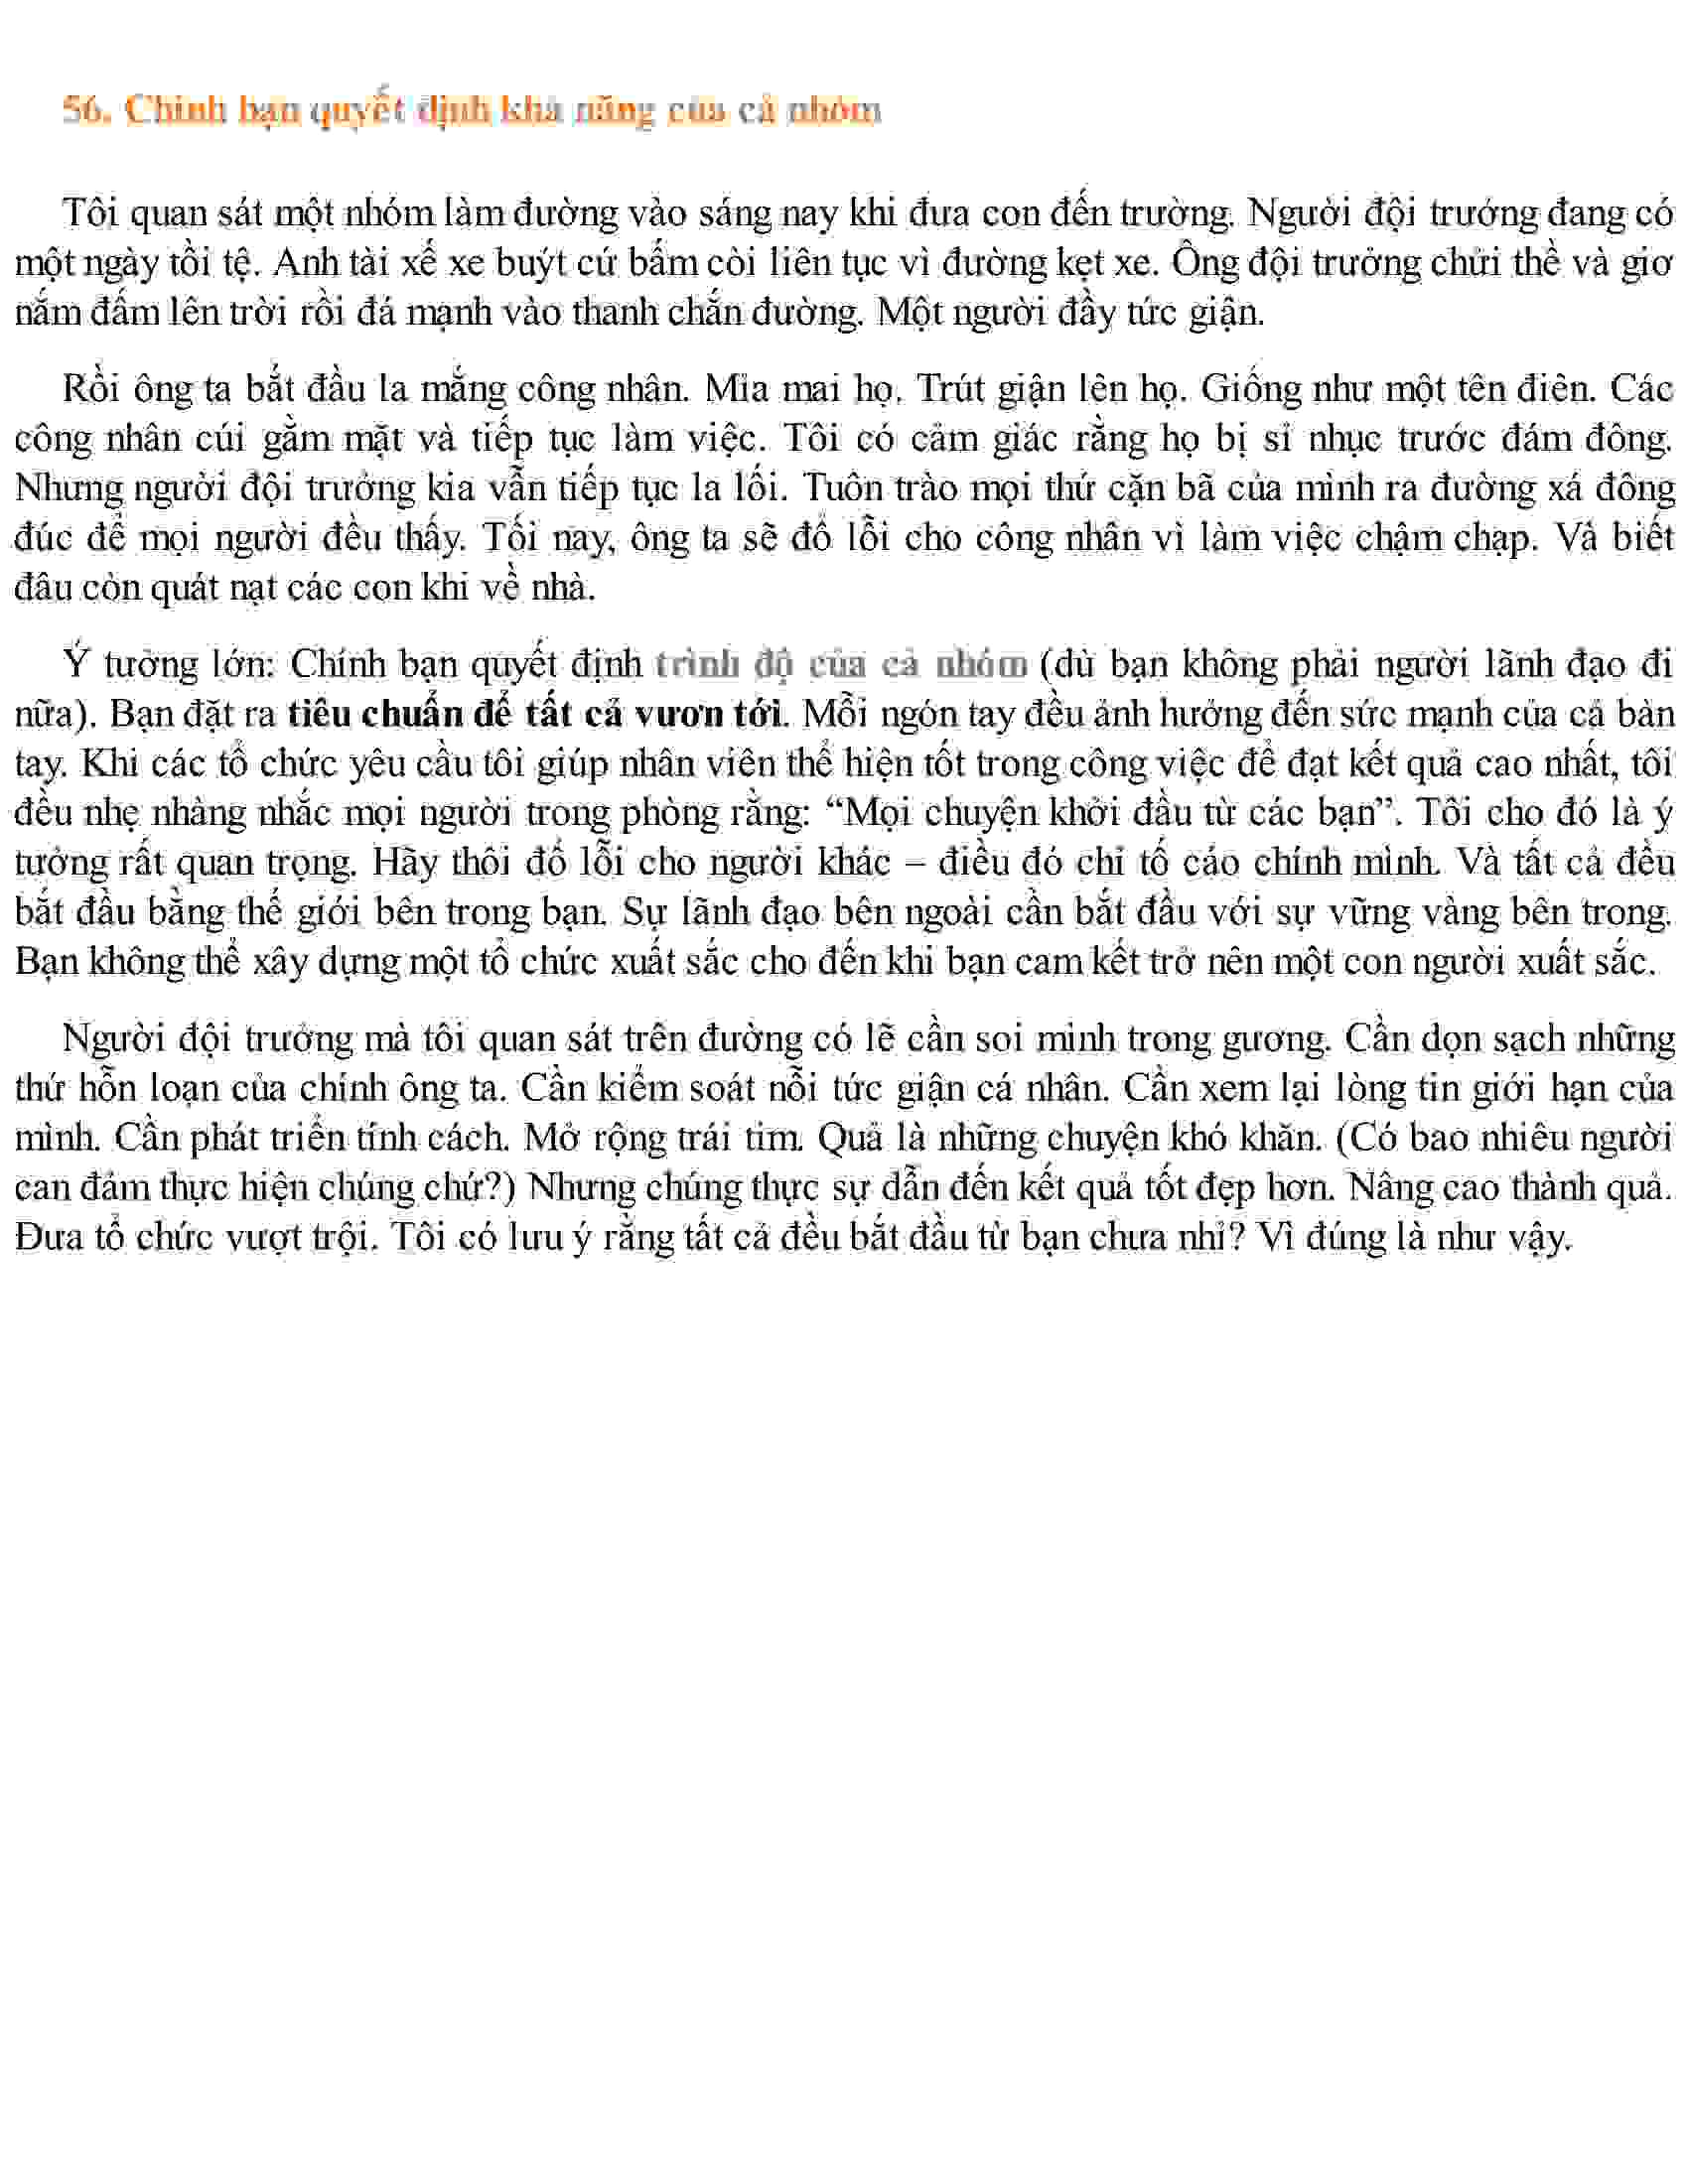 56. Chính bạn quyết định khả năng của cả nhóm
Tôi quan sát một nhóm làm đường vào sáng nay khi đưa con đến trường. Người đội trưởng đang có
một ngày tồi tệ. Anh tài xế xe buýt cứ bấm còi liên tục vì đường kẹt xe. Ông đội trưởng chửi thề và giơ
nắm đấm lên trời rồi đá mạnh vào thanh chắn đường. Một người đầy tức giận.
Rồi ông ta bắt đầu la mắng công nhân. Mỉa mai họ. Trút giận lên họ. Giống như một tên điên. Các
công nhân cúi gằm mặt và tiếp tục làm việc. Tôi có cảm giác rằng họ bị sỉ nhục trước đám đông.
Nhưng người đội trưởng kia vẫn tiếp tục la lối. Tuôn trào mọi thứ cặn bã của mình ra đường xá đông
đúc để mọi người đều thấy. Tối nay, ông ta sẽ đổ lỗi cho công nhân vì làm việc chậm chạp. Và biết
đâu còn quát nạt các con khi về nhà.
Ý tưởng lớn: Chính bạn quyết định trình độ của cả nhóm (dù bạn không phải người lãnh đạo đi
nữa). Bạn đặt ra tiêu chuẩn để tất cả vươn tới. Mỗi ngón tay đều ảnh hưởng đến sức mạnh của cả bàn
tay. Khi các tổ chức yêu cầu tôi giúp nhân viên thể hiện tốt trong công việc để đạt kết quả cao nhất, tôi
đều nhẹ nhàng nhắc mọi người trong phòng rằng: “Mọi chuyện khởi đầu từ các bạn”. Tôi cho đó là ý
tưởng rất quan trọng. Hãy thôi đổ lỗi cho người khác – điều đó chỉ tố cáo chính mình. Và tất cả đều
bắt đầu bằng thế giới bên trong bạn. Sự lãnh đạo bên ngoài cần bắt đầu với sự vững vàng bên trong.
Bạn không thể xây dựng một tổ chức xuất sắc cho đến khi bạn cam kết trở nên một con người xuất sắc.
Người đội trưởng mà tôi quan sát trên đường có lẽ cần soi mình trong gương. Cần dọn sạch những
thứ hỗn loạn của chính ông ta. Cần kiểm soát nỗi tức giận cá nhân. Cần xem lại lòng tin giới hạn của
mình. Cần phát triển tính cách. Mở rộng trái tim. Quả là những chuyện khó khăn. (Có bao nhiêu người
can đảm thực hiện chúng chứ?) Nhưng chúng thực sự dẫn đến kết quả tốt đẹp hơn. Nâng cao thành quả.
Đưa tổ chức vượt trội. Tôi có lưu ý rằng tất cả đều bắt đầu từ bạn chưa nhỉ? Vì đúng là như vậy.